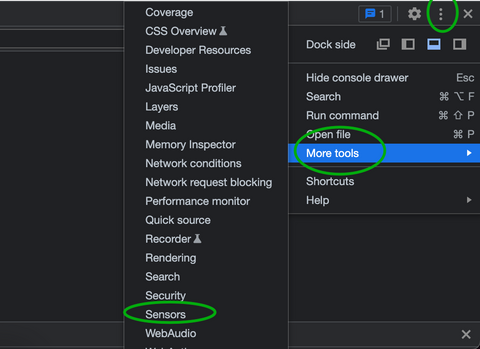 Coverage
CSS Overview
Developer Resources
Issues
JavaScript Profiler
Layers
Media
Memory Inspector
Network conditions
Network request blocking
Performance monitor
Quick source
Recorder
Rendering
Search
Security
Sensors
WebAudio
1
Dock side
Hide console drawer Esc
Search ⌘ ⌥ F
Run command ⌘ ⇧ P
Open file ⌘ P
More tools
Shortcuts
Help